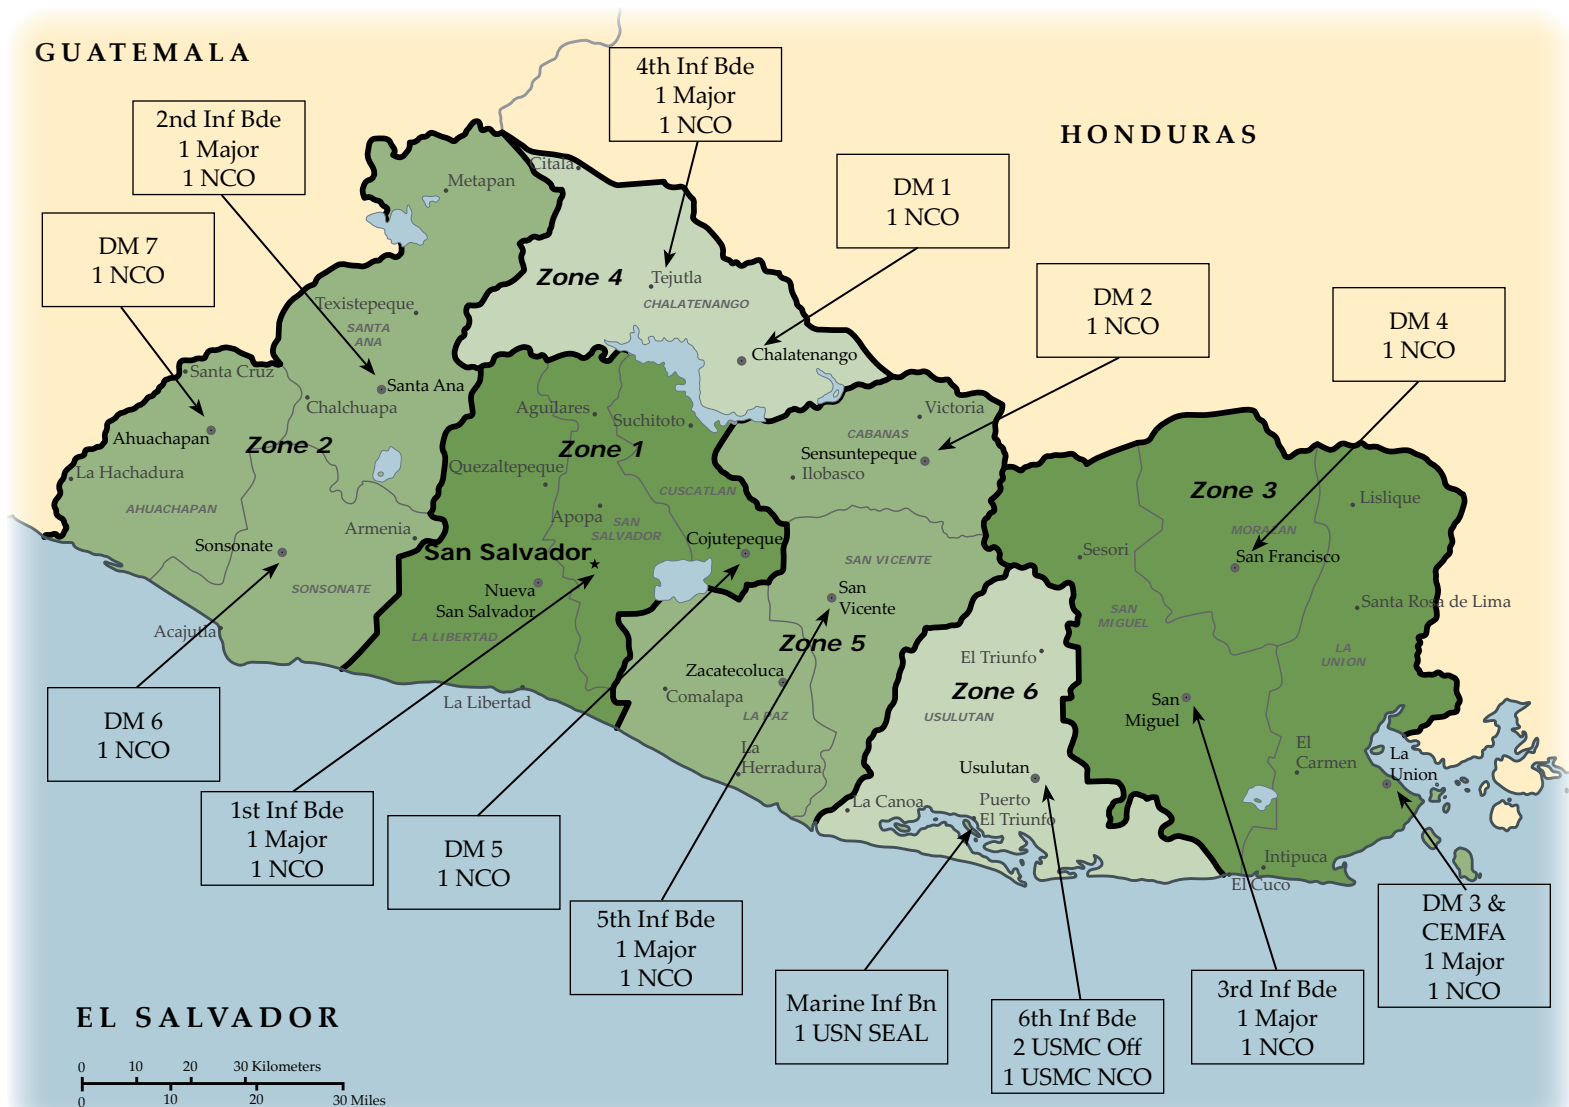 GUATEMALA
4th Inf Bde
1 Major
1 NCO
2nd Inf Bde
1 Major
1 NCO
HONDURAS
DM 1
1 NCO
DM 7
1 NCO
DM 2
1 NCO
DM 4
1 NCO
Citala
Metapan
Zone 4
Tejutla
CHALATENANGO
Texistepeque
SANTA
ANA
Chalatenango
Santa Cruz
Santa Ana
Chalchuapa
Aguilares
Suchitoto
Victoria
Ahuachapan
Zone 2
Zone 1
CABANAS
Sensuntepeque
Ilobasco
La Hachadura
Quezaltepeque
CUSCATLAN
Zone 3
Lislique
AHUACHAPAN
Armenia
Apopa
SAN
SALVADOR
MORAZAN
Sonsonate
San Salvador
Cojutepeque
SAN VICENTE
Sesori
San Francisco
SONSONATE
Nueva
San Salvador
San
Vicente
Santa Rosa de Lima
SAN
MIGUEL
Acajutla
LA LIBERTAD
Zone 5
El Triunfo
LA
UNION
Zacatecoluca
Zone 6
La Libertad
Comalapa
LA PAZ
USULUTAN
San
Miguel
La
Herradura
Usulutan
El
Carmen
La
Union
La Canoa
Puerto
El Triunfo
Intipuca
El Cuco
DM 6
1 NCO
1st Inf Bde
1 Major
1 NCO
DM 5
1 NCO
5th Inf Bde
1 Major
1 NCO
Marine Inf Bn
1 USN SEAL
6th Inf Bde
2 USMC Off
1 USMC NCO
3rd Inf Bde
1 Major
1 NCO
DM 3 &
CEMFA
1 Major
1 NCO
EL SALVADOR
0 10 20 30 Kilometers
0 10 20 30 Miles